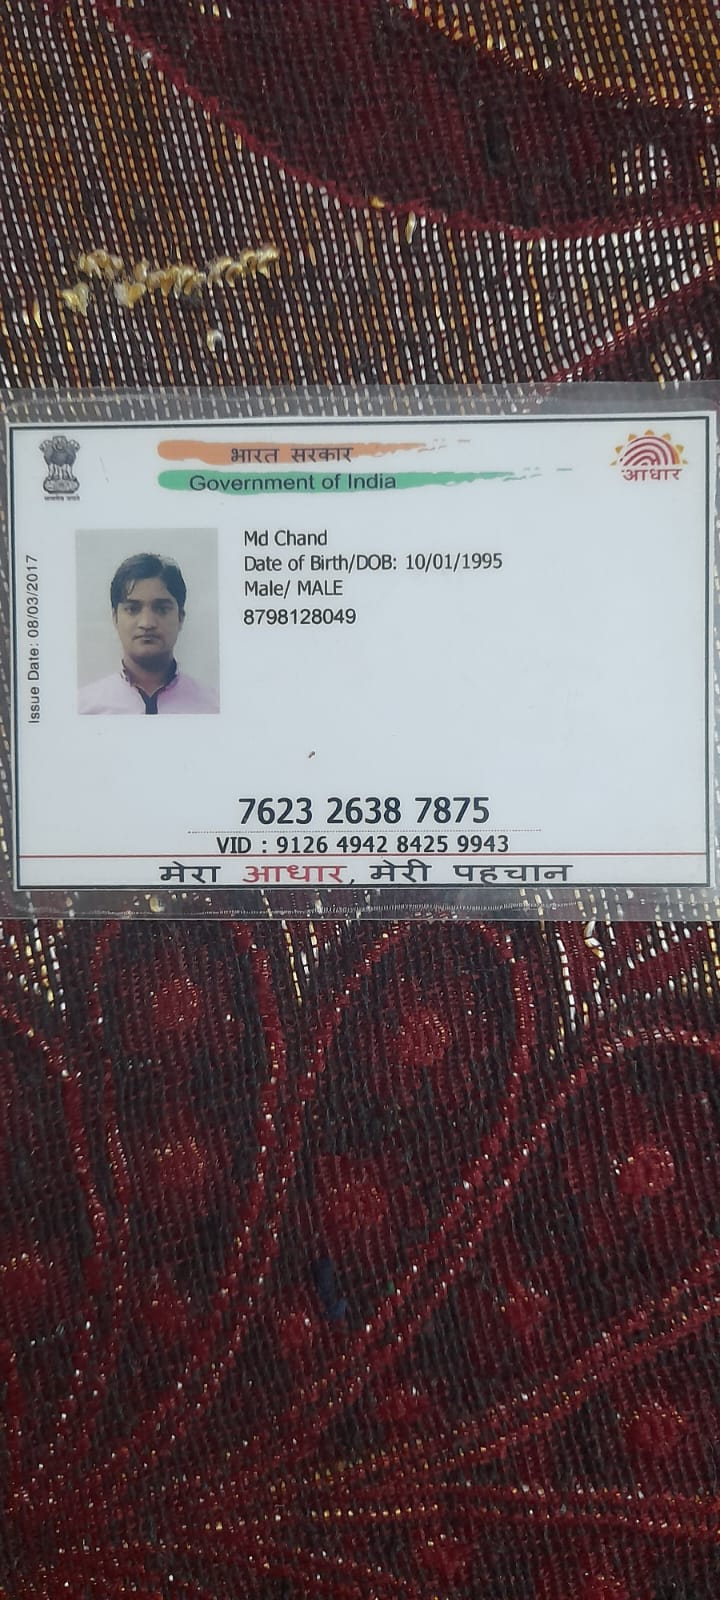 भारत सरकार
Government of India
आधार
Issue Date: 08/03/2017
Md Chand
Date of Birth/DOB: 10/01/1995
Male/ MALE
8798128049
7623 2638 7875
VID : 9126 4942 8425 9943
मेरा आधार, मेरी पहचान